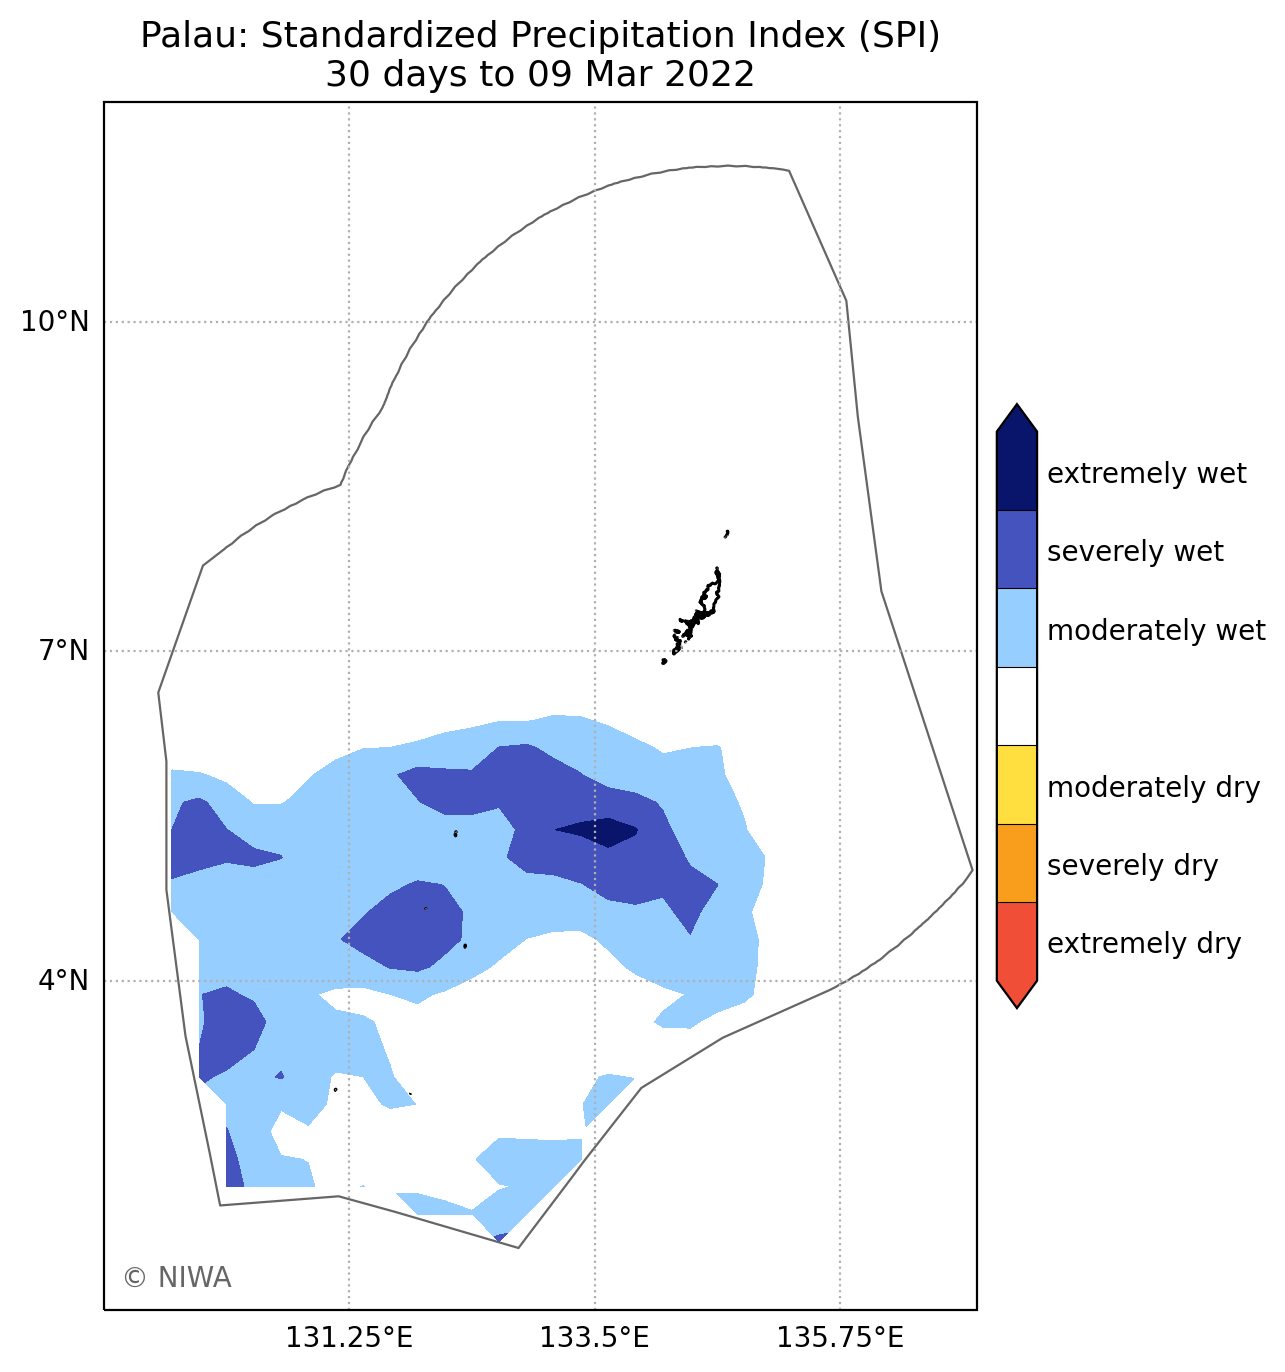 Palau: Standardized Precipitation Index (SPI)
30 days to 09 Mar 2022
10°N
7°N
4°N
131.25°E
133.5°E
135.75°E
extremely wet
severely wet
moderately wet
moderately dry
severely dry
extremely dry
© NIWA